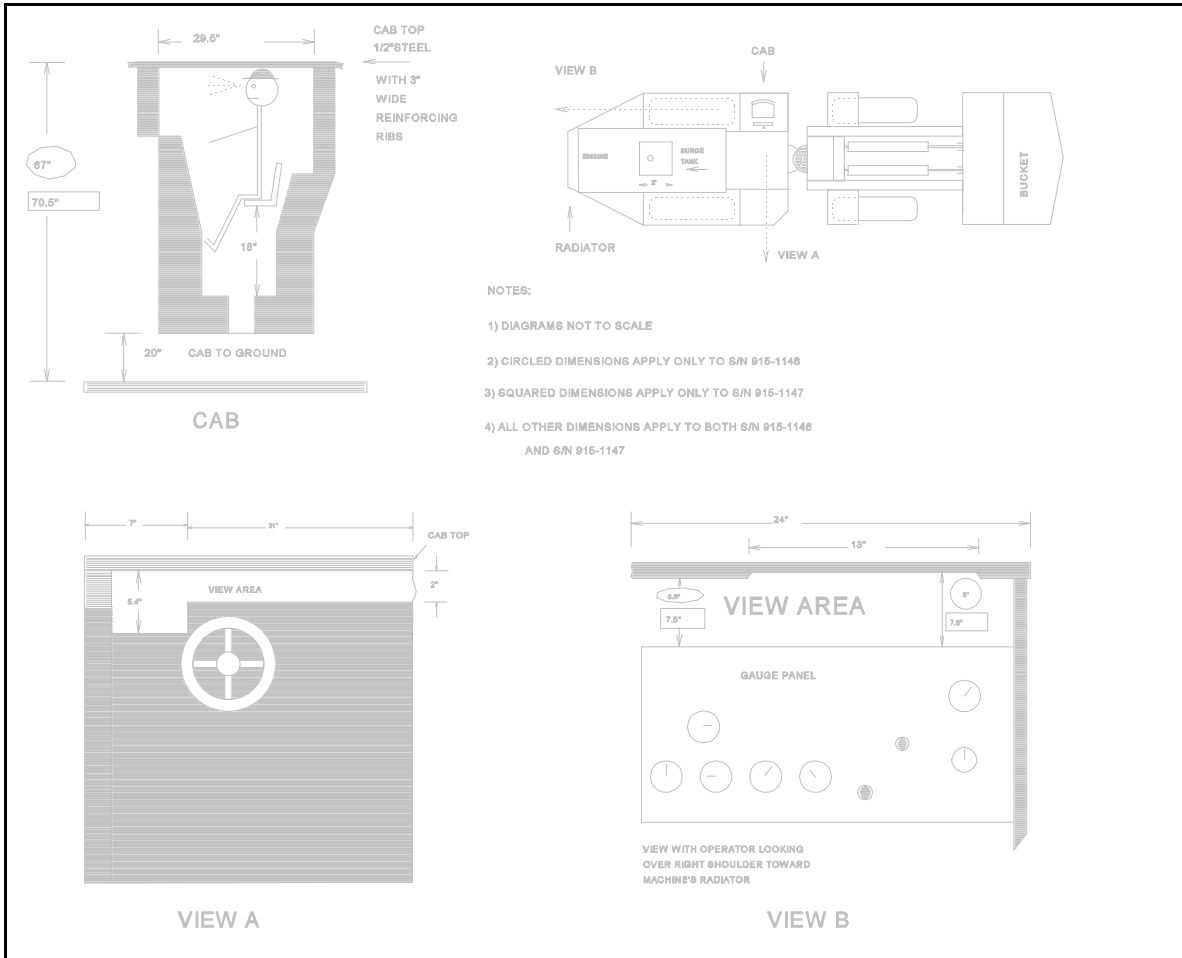 29.5"
CAB TOP
1/2"STEEL
WITH 3"
WIDE
REINFORCING
RIBS
67"
70.5"
18"
20"
CAB TO GROUND
CAB
CAB
VIEW B
ENGINE
SURGE
TANK
2'
BUCKET
RADIATOR
VIEW A
NOTES:
1) DIAGRAMS NOT TO SCALE
2) CIRCLED DIMENSIONS APPLY ONLY TO S/N 915-1146
3) SQUARED DIMENSIONS APPLY ONLY TO S/N 915-1147
4) ALL OTHER DIMENSIONS APPLY TO BOTH S/N 915-1146
AND S/N 915-1147
7"
21"
CAB TOP
VIEW AREA
2"
5.4"
VIEW A
24"
13"
VIEW AREA
7.5"
GAUGE PANEL
VIEW WITH OPERATOR LOOKING
OVER RIGHT SHOULDER TOWARD
MACHINE'S RADIATOR
VIEW B